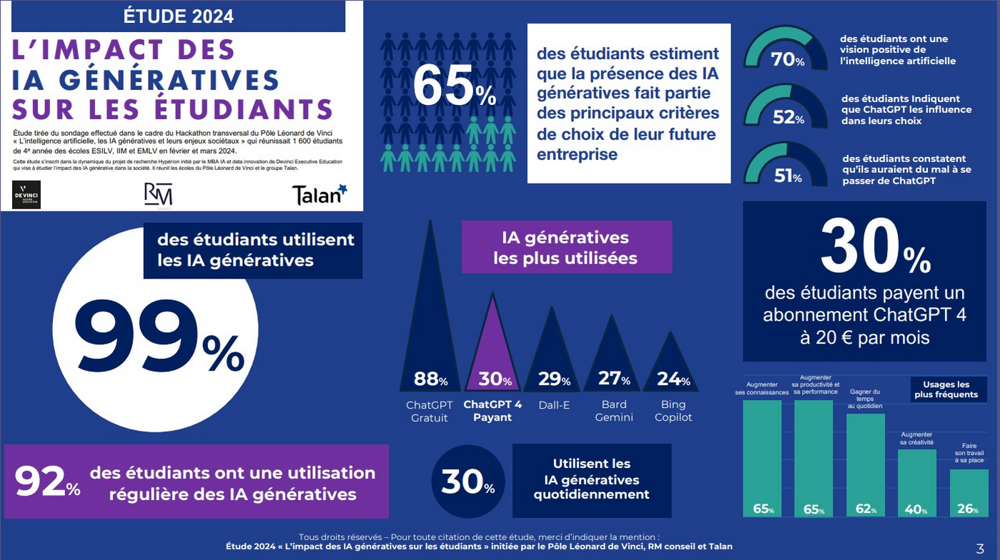 ÉTUDE 2024
L’IMPACT DES
IA GÉNÉRATIVES
SUR LES ÉTUDIANTS
Étude tirée du sondage effectué dans le cadre du Hackathon transversal du Pôle Léonard de Vinci
« L’intelligence artificielle, les IA génératives et leurs enjeux sociétaux » qui réunissait 1 600 étudiants
de 4e année des écoles ESILV, IIM et EMLV en février et mars 2024.
Cette étude s’inscrit dans la dynamique du projet de recherche Hypérion initié par le MBA IA et data innovation de Devinci Executive Education
qui vise à étudier l’impact des IA générative dans la société. Il réunit les écoles du Pôle Léonard de Vinci et le groupe Talan.
DE VINCI
HIGHER
EDUCATION
RM
Talan
65%
des étudiants estiment
que la présence des IA
génératives fait partie
des principaux critères
de choix de leur future
entreprise
70%
des étudiants ont une
vision positive de
l’intelligence artificielle
52%
des étudiants Indiquent
que ChatGPT les influence
dans leurs choix
51%
des étudiants constatent
qu’ils auraient du mal à se
passer de ChatGPT
des étudiants utilisent
les IA génératives
99%
IA génératives
les plus utilisées
88%
30%
29%
27%
24%
ChatGPT
Gratuit
ChatGPT 4
Payant
Dall-E
Bard
Gemini
Bing
Copilot
30%
des étudiants payent un
abonnement ChatGPT 4
à 20 € par mois
Usages les
plus fréquents
Augmenter
ses connaissances
Augmenter
sa productivité et
sa performance
Gagner du
temps
au quotidien
Augmenter
sa créativité
Faire
son travail
à sa place
65%
65%
62%
40%
26%
92%
des étudiants ont une utilisation
régulière des IA génératives
30%
Utilisent les
IA génératives
quotidiennement
Tous droits réservés – Pour toute citation de cette étude, merci d’indiquer la mention :
Étude 2024 « L’impact des IA génératives sur les étudiants » initiée par le Pôle Léonard de Vinci, RM conseil et Talan
3